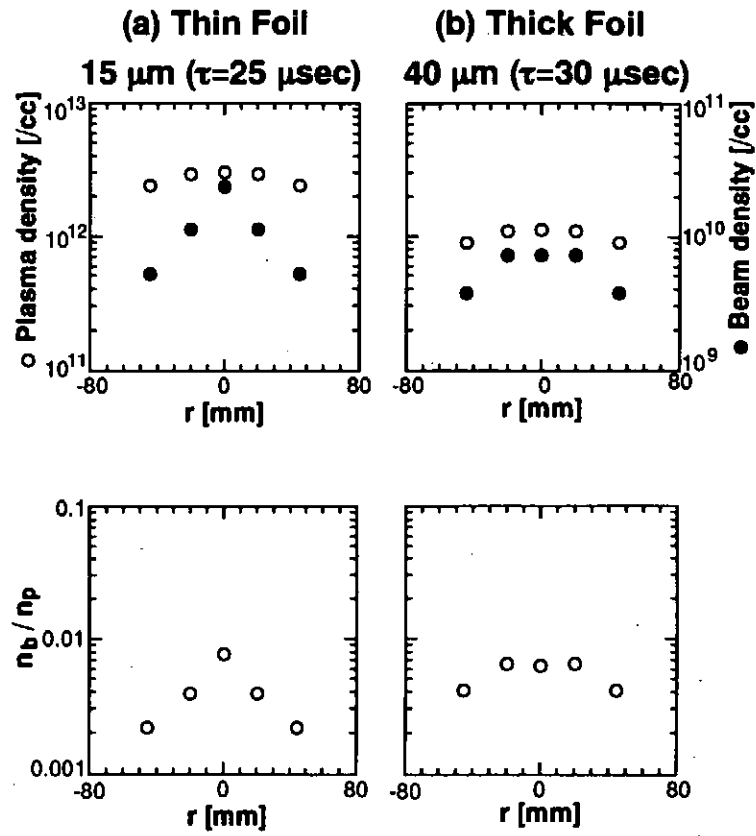 (a) Thin Foil
15 μm (τ=25 μsec)
(b) Thick Foil
40 μm (τ=30 μsec)
○ Plasma density [/cc]
10^13
10^12
10^11
-80
0
80
r [mm]
10^11
10^10
10^9
● Beam density [/cc]
-80
0
80
r [mm]
n_b / n_p
0.1
0.01
0.001
-80
0
80
r [mm]
-80
0
80
r [mm]